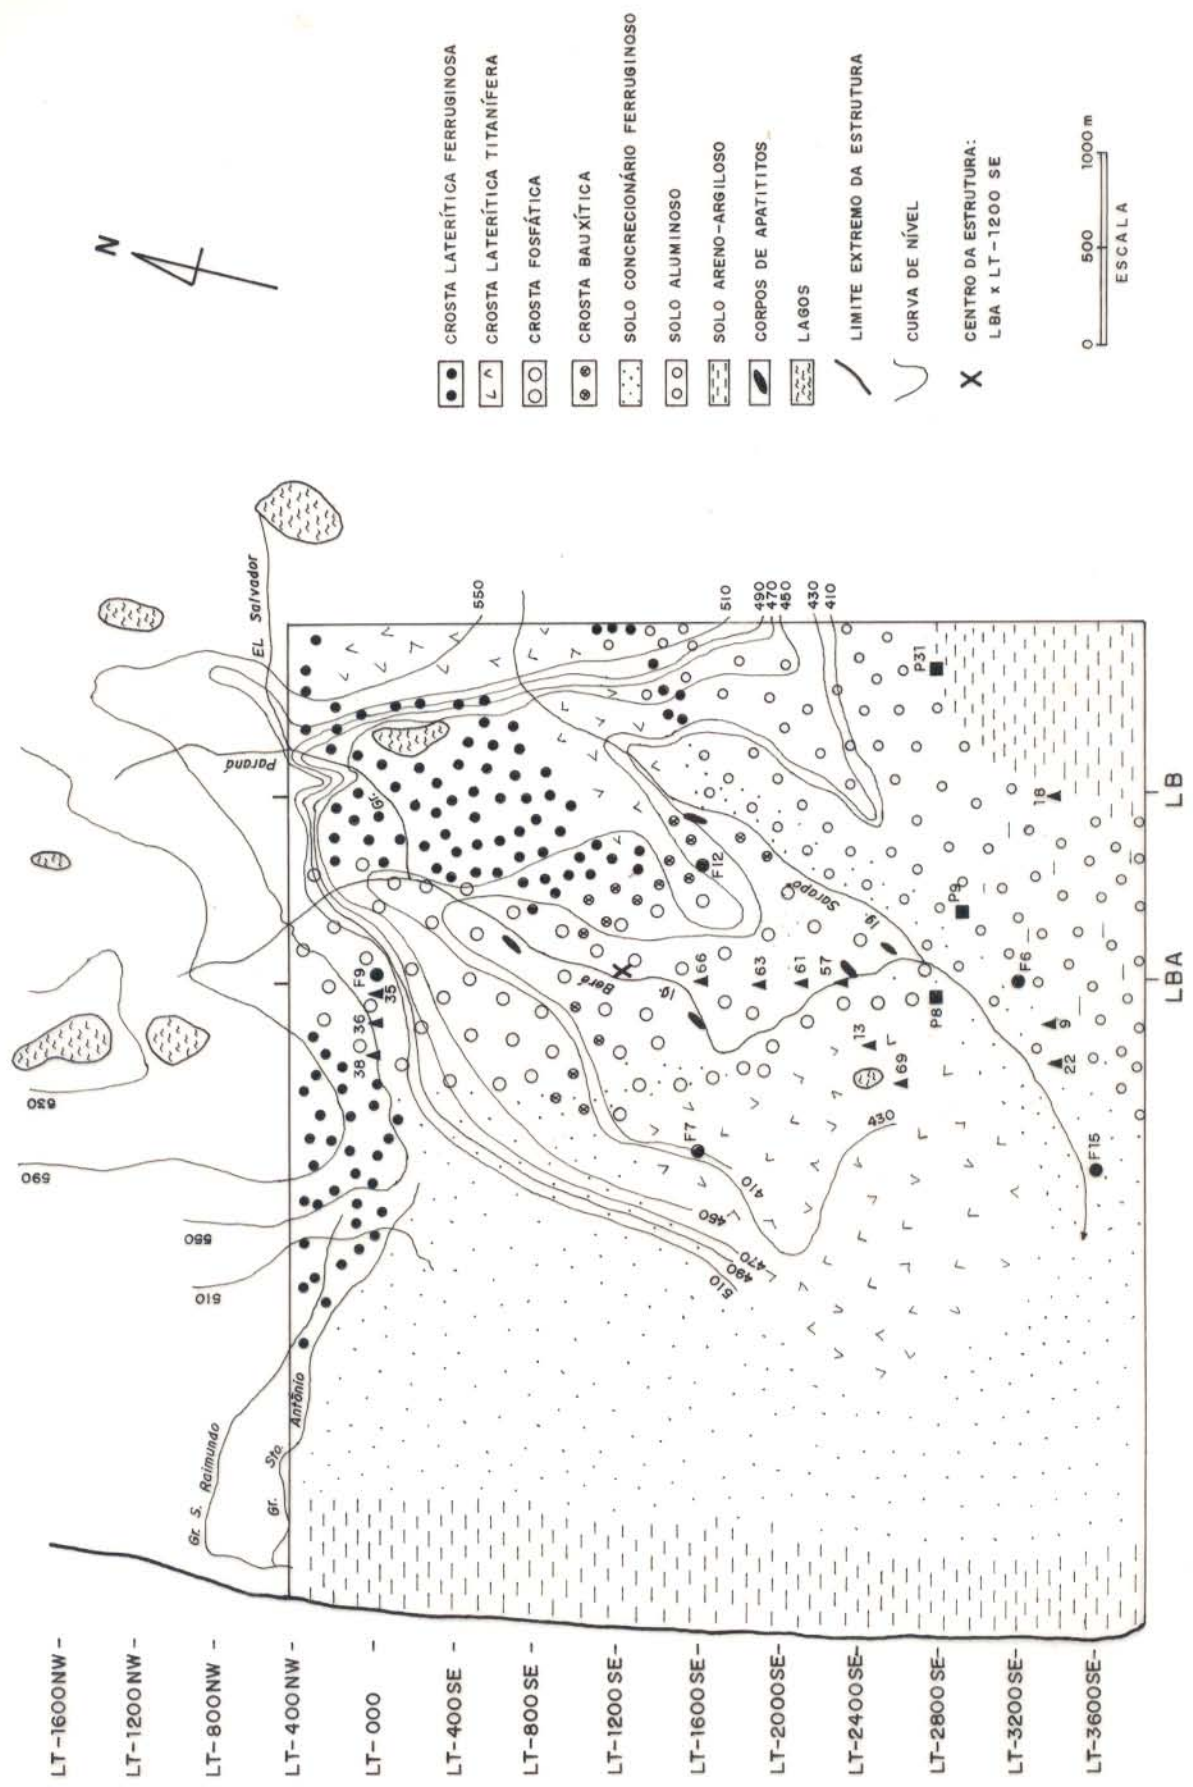 N
CROSTA LATERÍTICA FERRUGINOSA
CROSTA LATERÍTICA TITANÍFERA
CROSTA FOSFÁTICA
CROSTA BAUXÍTICA
SOLO CONCRECIONÁRIO FERRUGINOSO
SOLO ALUMINOSO
SOLO ARENO-ARGILOSO
CORPOS DE APATITITOS
LAGOS
LIMITE EXTREMO DA ESTRUTURA
CURVA DE NÍVEL
CENTRO DA ESTRUTURA:
LBA x LT-1200 SE
0 500 1000 m
ESCALA
LT-1600NW-
LT-1200NW-
LT-800NW-
LT-400NW
LT-000 -
LT-400SE -
LT-800SE -
LT-1200SE -
LT-1600SE-
LT-2000SE -
LT-2400SE-
LT-2800SE -
LT-3200SE-
LT-3600SE-
LBA
LB
EL Salvador
Paraná
Gr.
Gr. S. Raimundo
Gr. Sto. Antônio
Ig. Beré
Ig. Sarapó
630
590
550
510
550
510
490
470
450
430
410
510
490
470
450
410
430
F9
35
36
38
F12
66
63
61
57
13
69
F7
P31
P9
P8
F6
18
9
22
F15